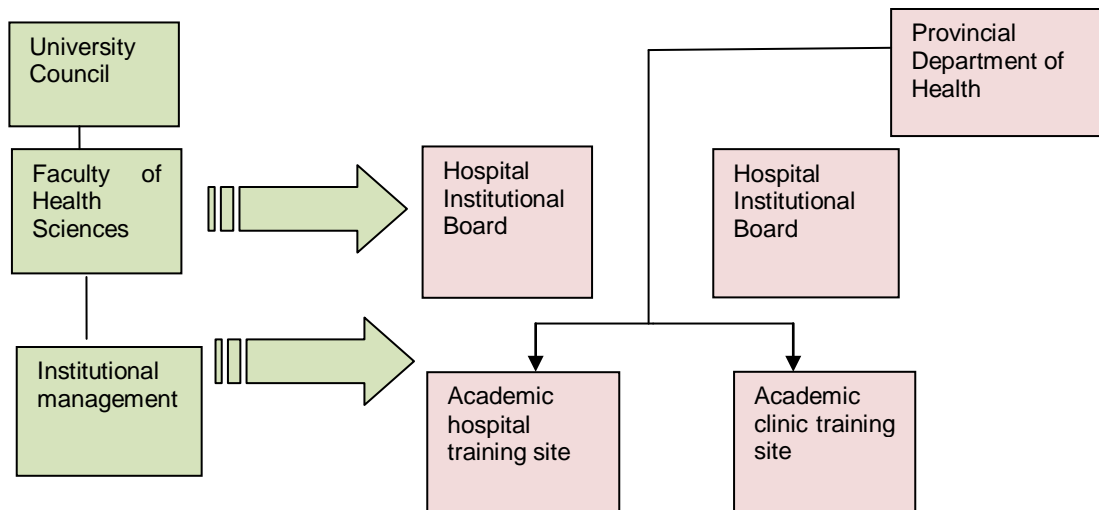 University
Council
Provincial
Department of
Health
Faculty of
Health
Sciences
Hospital
Institutional
Board
Hospital
Institutional
Board
Institutional
management
Academic
hospital
training site
Academic
clinic training
site